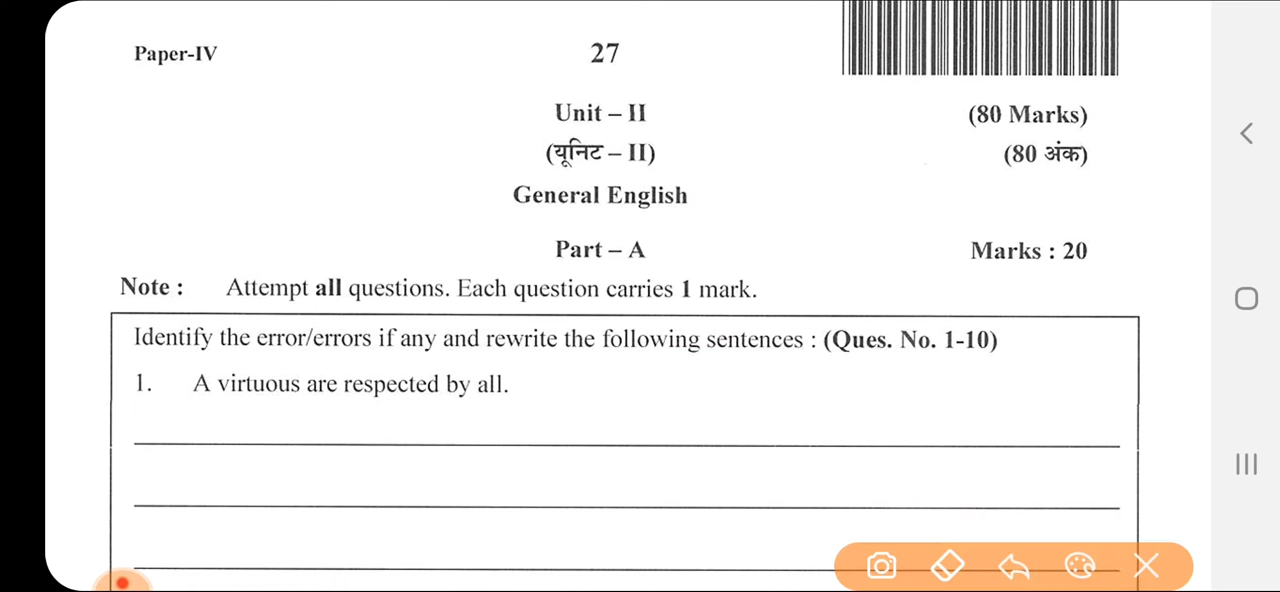 Paper-IV 27
Unit – II (80 Marks)
(यूनिट – II) (80 अंक)
General English
Part – A Marks : 20
Note : Attempt all questions. Each question carries 1 mark.
Identify the error/errors if any and rewrite the following sentences : (Ques. No. 1-10)
1. A virtuous are respected by all.